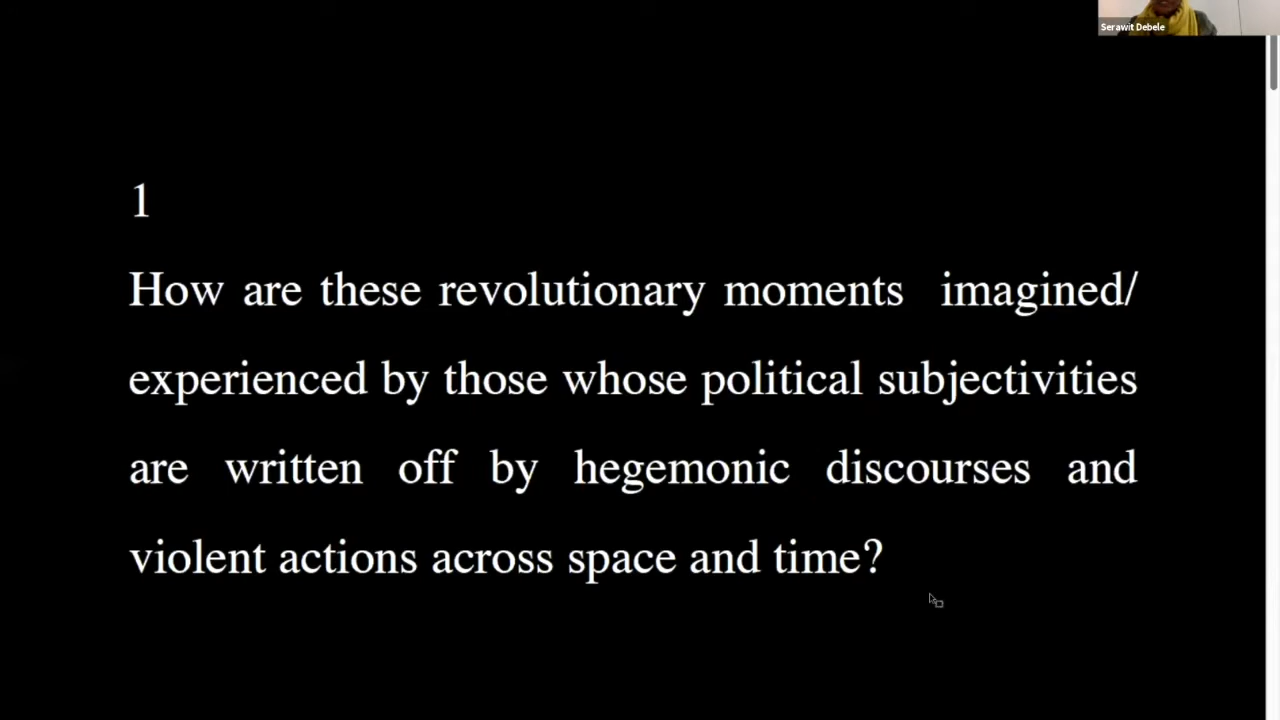 Serawit Debele
1
How are these revolutionary moments imagined/
experienced by those whose political subjectivities
are written off by hegemonic discourses and
violent actions across space and time?